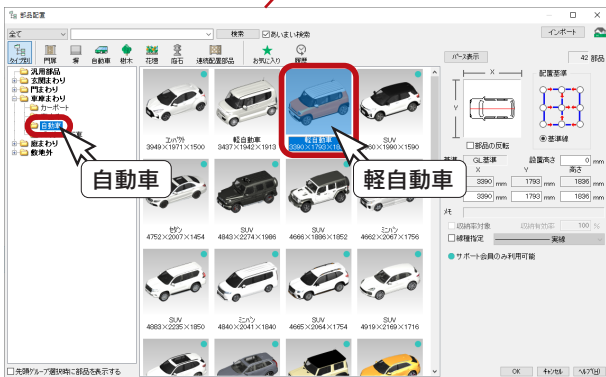 部品配置
全て
検索
あいまい検索
インポート
タイプ別
門扉
塀
自動車
樹木
花壇
庭石
連続配置部品
お気に入り
履歴
パース表示
42 部品
汎用部品
玄関まわり
門まわり
車庫まわり
カーポート
自動車
庭まわり
敷地外
コンパクト
3949×1971×1500
軽自動車
3437×1942×1913
軽自動車
3390×1793×18
SUV
60×1990×1590
自動車
軽自動車
セダン
4752×2007×1454
SUV
4843×2274×1986
SUV
4666×1886×1852
ミニバン
4662×2067×1756
SUV
4883×2235×1850
ミニバン
4840×2041×1840
SUV
4665×2064×1754
SUV
4919×2169×1716
X
Y
配置基準
部品の反転
基準線
基準
GL基準
設置高さ
0 mm
X
Y
高さ
3390 mm
1793 mm
1836 mm
3390 mm
1793 mm
1836 mm
メモ
収納率対象
収納有効率
100 %
線種指定
実線
サポート会員のみ利用可能
先頭グループ選択時に部品を表示する
OK
キャンセル
ヘルプ(H)